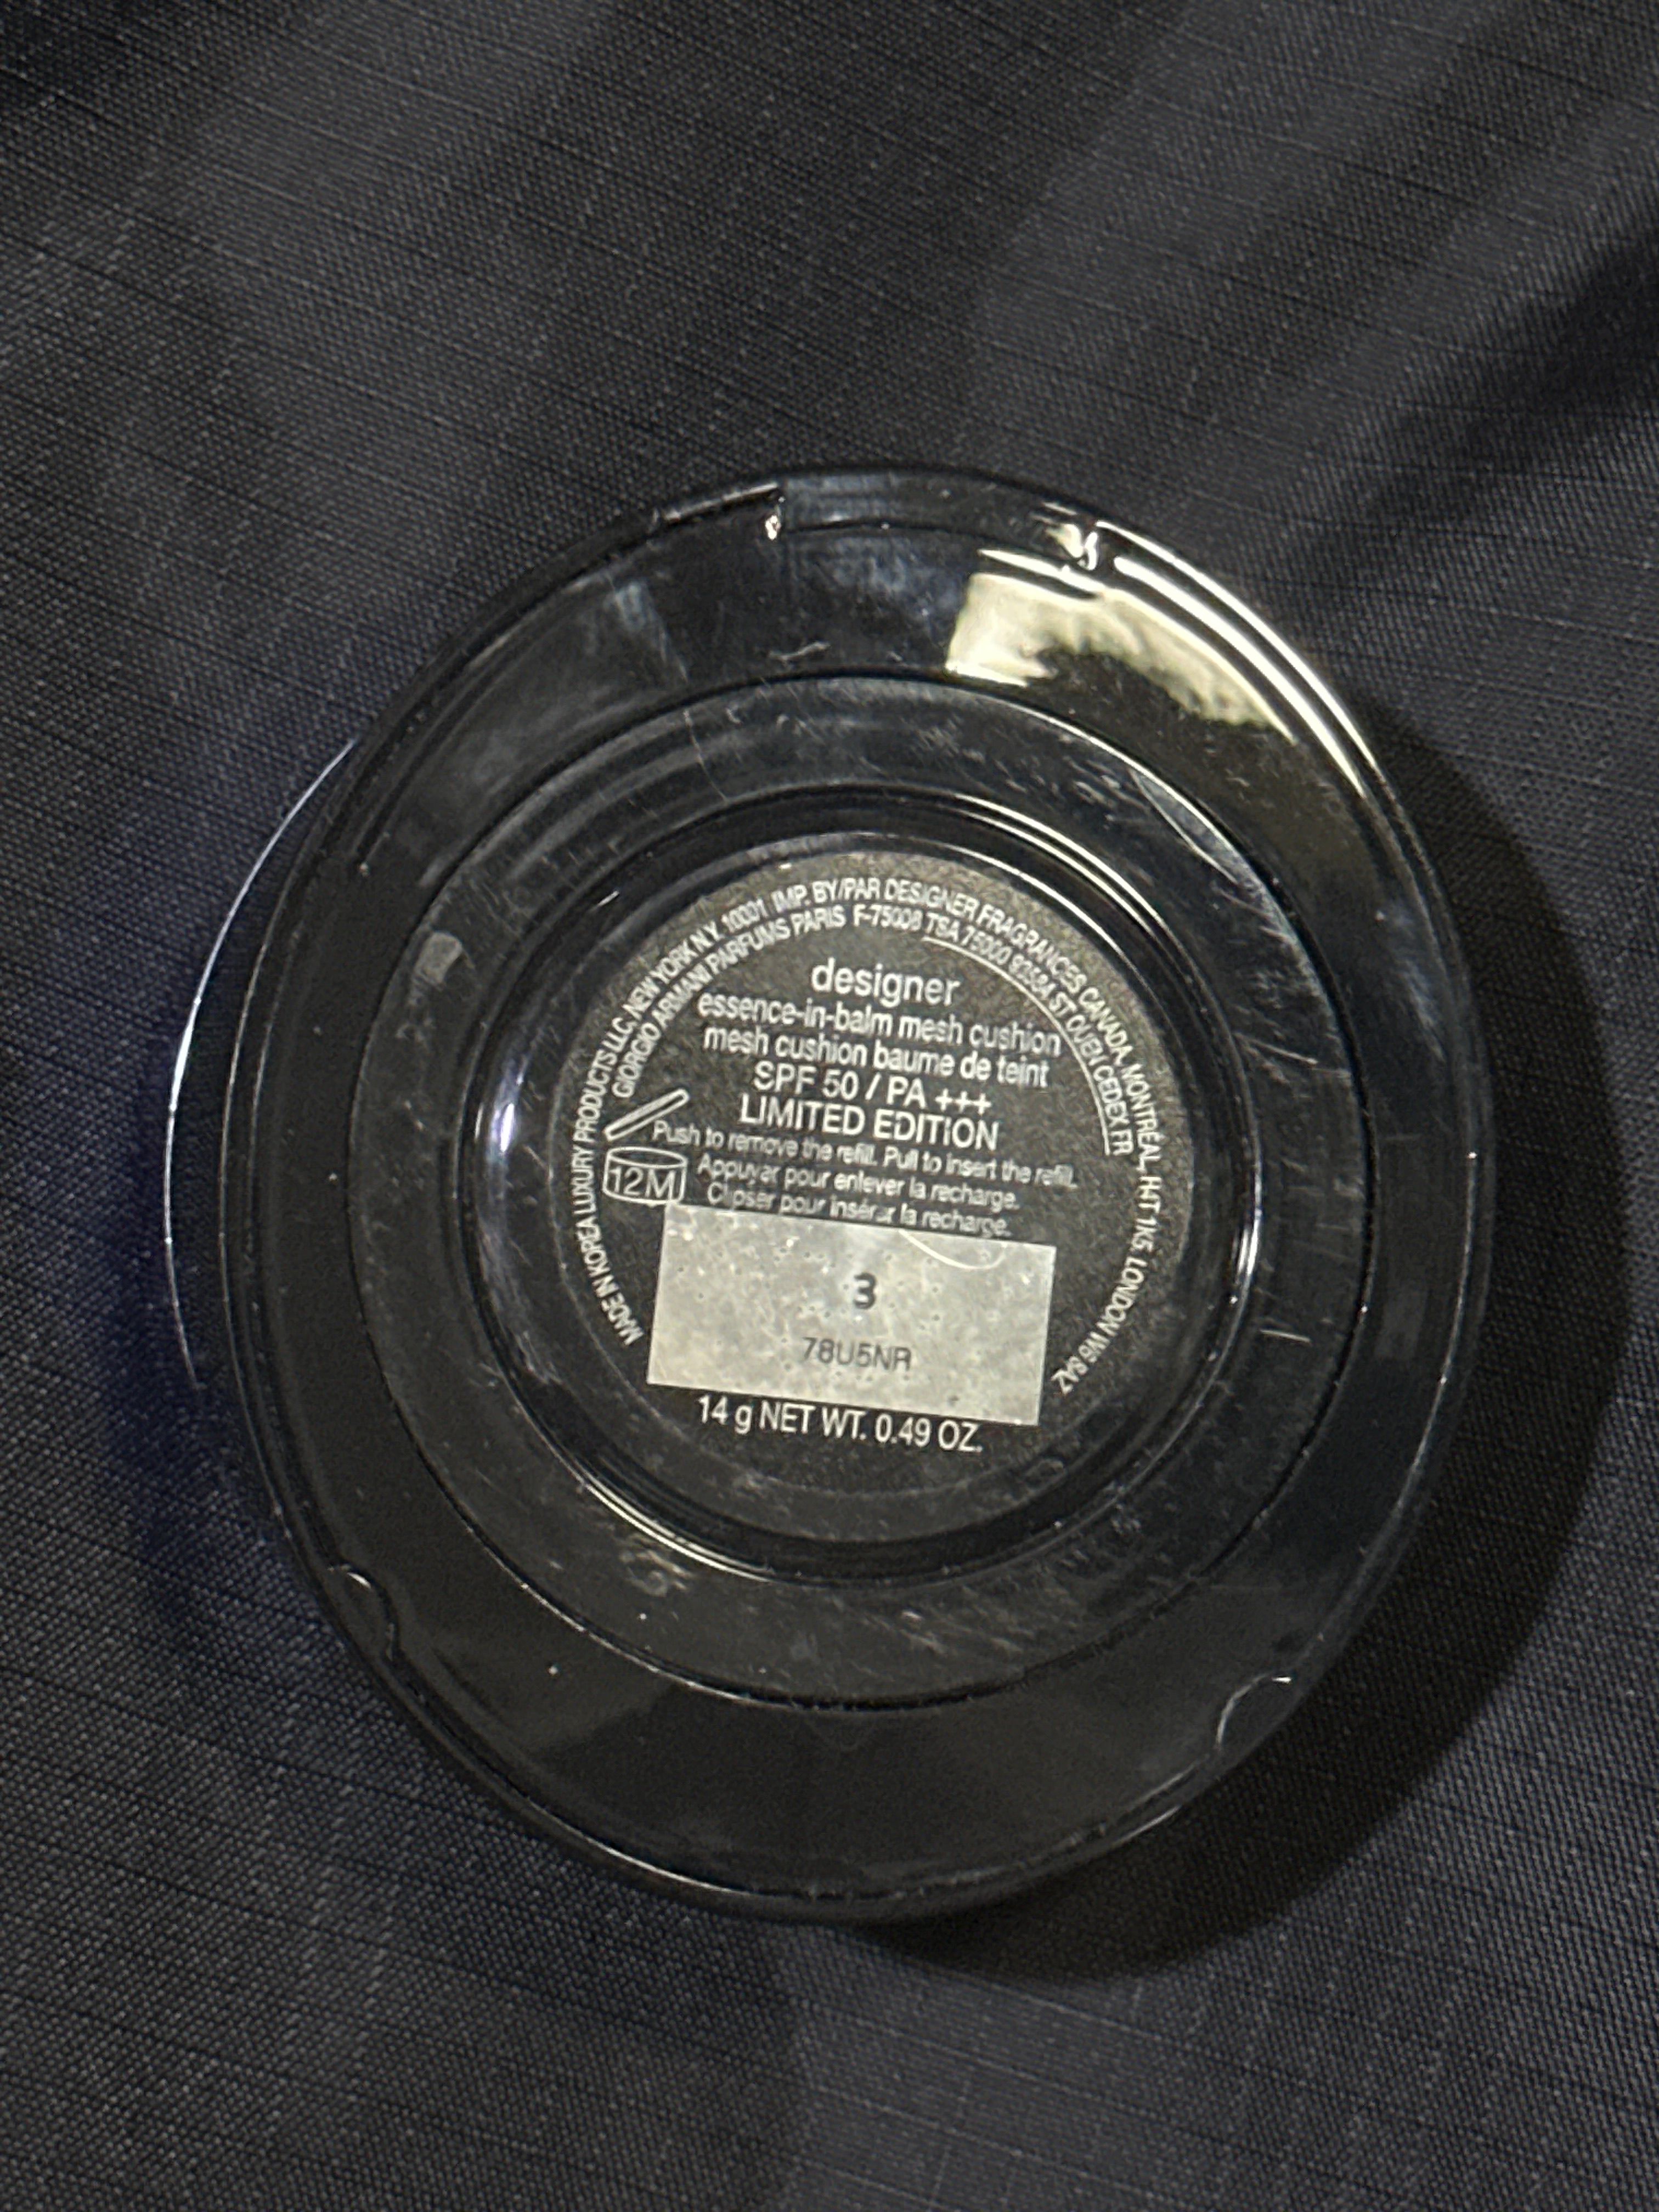 MADE IN KOREA LUXURY PRODUCTS LLC. NEW YORK N.Y. 10001 IMP. BY/PAR DESIGNER FRAGRANCES CANADA, MONTRÉAL, H4T 1K5. LONDON W6 8AZ
GIORGIO ARMANI PARFUMS PARIS F-75008 TSA 75000 93584 ST OUEN CEDEX FR
designer
essence-in-balm mesh cushion
mesh cushion baume de teint
SPF 50 / PA +++
LIMITED EDITION
Push to remove the refill. Pull to insert the refill.
Appuyer pour enlever la recharge.
Clipser pour insérer la recharge.
12M
3
78U5NR
14 g NET WT. 0.49 OZ.